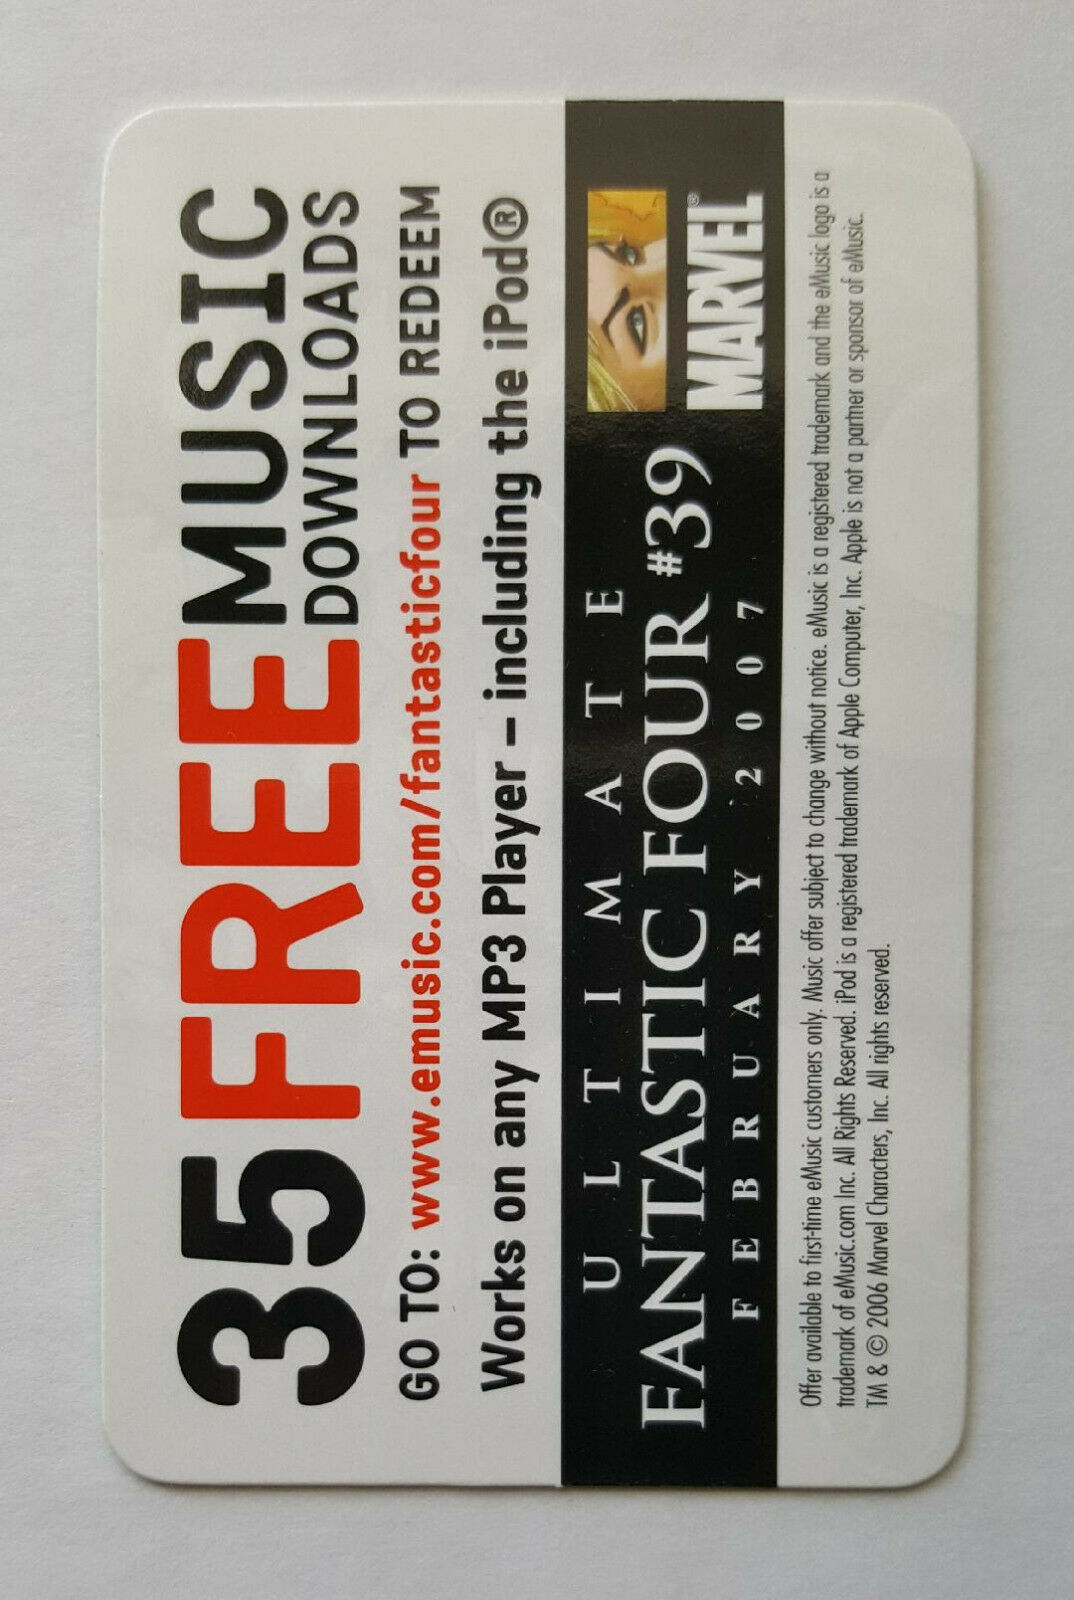 35 FREE EMUSIC
DOWNLOADS
GO TO: www.emusic.com/fantasticfour TO REDEEM
Works on any MP3 Player – including the iPod®
ULTIMATE
FANTASTIC FOUR #39
FEBRUARY 2007
MARVEL®
Offer available to first-time eMusic customers only. Music offer subject to change without notice. eMusic is a registered trademark and the eMusic logo is a
trademark of eMusic.com Inc. All Rights Reserved. iPod is a registered trademark of Apple Computer, Inc. Apple is not a partner or sponsor of eMusic.
TM & © 2006 Marvel Characters, Inc. All rights reserved.